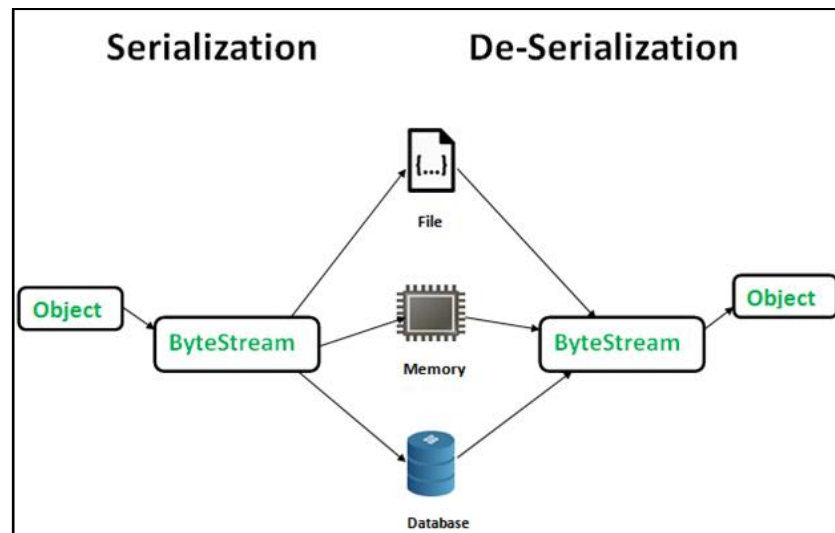 Serialization
De-Serialization
{...}
File
Object
ByteStream
Memory
ByteStream
Object
Database